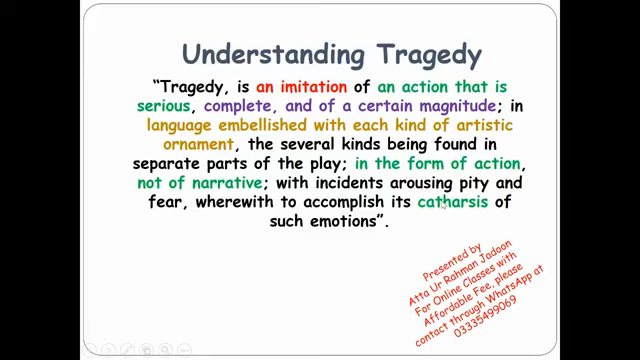 Understanding Tragedy
“Tragedy, is an imitation of an action that is
serious, complete, and of a certain magnitude; in
language embellished with each kind of artistic
ornament, the several kinds being found in
separate parts of the play; in the form of action,
not of narrative; with incidents arousing pity and
fear, wherewith to accomplish its catharsis of
such emotions”.
Presented by
Atta Ur Rahman Jadoon
For Online Classes with
Affordable Fee, please
contact through WhatsApp at
03335499069